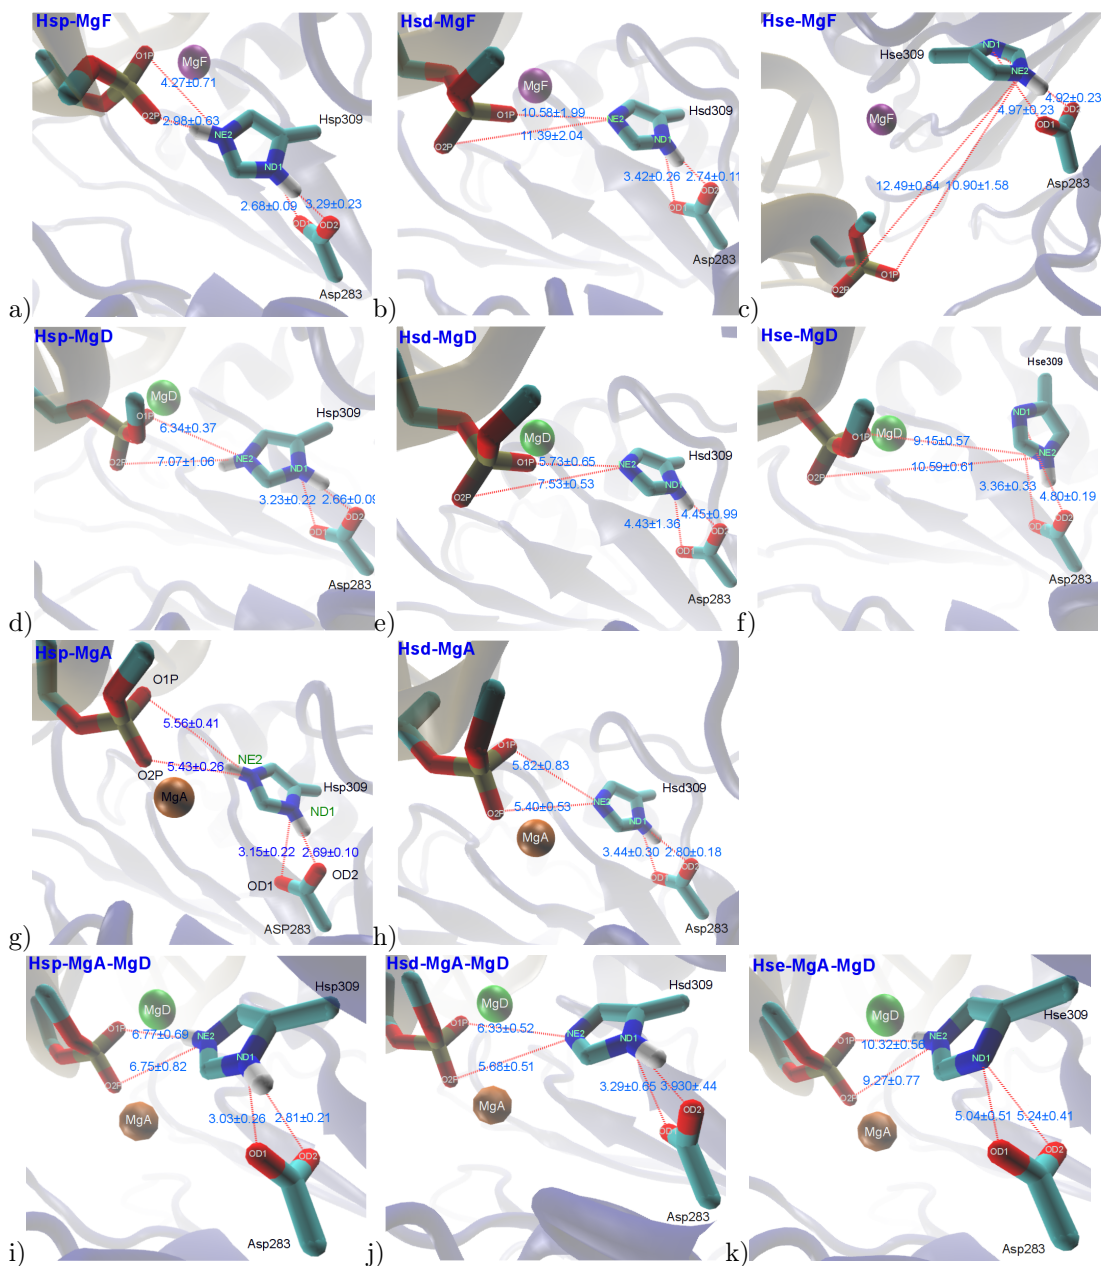 Hsp-MgF
O1P
MgF
4.27±0.71
O2P
2.98±0.63
NE2
Hsp309
ND1
2.68±0.09
3.29±0.23
OD2
Asp283
a)
Hsd-MgF
MgF
O1P
10.58±1.99
NE2
Hsd309
O2P
11.39±2.04
ND1
3.42±0.26
2.74±0.11
OD2
OD1
Asp283
b)
Hse-MgF
ND1
Hse309
NE2
4.92±0.23
4.97±0.23
MgF
OD1
Asp283
12.49±0.84
10.90±1.58
O1P
O2P
c)
Hsp-MgD
MgD
O1P
Hsp309
6.34±0.37
O2P
7.07±1.06
NE2
ND1
3.23±0.22
2.66±0.09
OD2
Asp283
d)
Hsd-MgD
MgD
O1P
5.73±0.65
NE2
Hsd309
7.53±0.53
O2P
ND1
4.43±1.36
4.45±0.99
OD2
OD1
Asp283
e)
Hse-MgD
Hse309
ND1
O1P
MgD
9.15±0.57
NE2
O2P
10.59±0.61
3.36±0.33
4.80±0.19
OD2
Asp283
f)
Hsp-MgA
O1P
5.56±0.41
NE2
O2P
5.43±0.26
Hsp309
MgA
ND1
3.15±0.22
2.69±0.10
OD1
OD2
ASP283
g)
Hsd-MgA
O1P
5.82±0.83
Hsd309
NE2
5.40±0.53
O2P
ND1
MgA
3.44±0.30
2.80±0.18
OD2
Asp283
h)
Hsp-MgA-MgD
Hsp309
MgD
O1P
6.77±0.69
NE2
6.75±0.82
ND1
O2P
MgA
3.03±0.26
2.81±0.21
OD1
OD2
Asp283
i)
Hsd-MgA-MgD
Hsd309
MgD
O1P
6.33±0.52
NE2
ND1
5.68±0.51
O2P
3.29±0.65
3.930±.44
MgA
OD2
Asp283
j)
Hse-MgA-MgD
MgD
Hse309
O1P
10.32±0.56
NE2
ND1
9.27±0.77
O2P
MgA
5.04±0.51
5.24±0.41
OD1
OD2
Asp283
k)